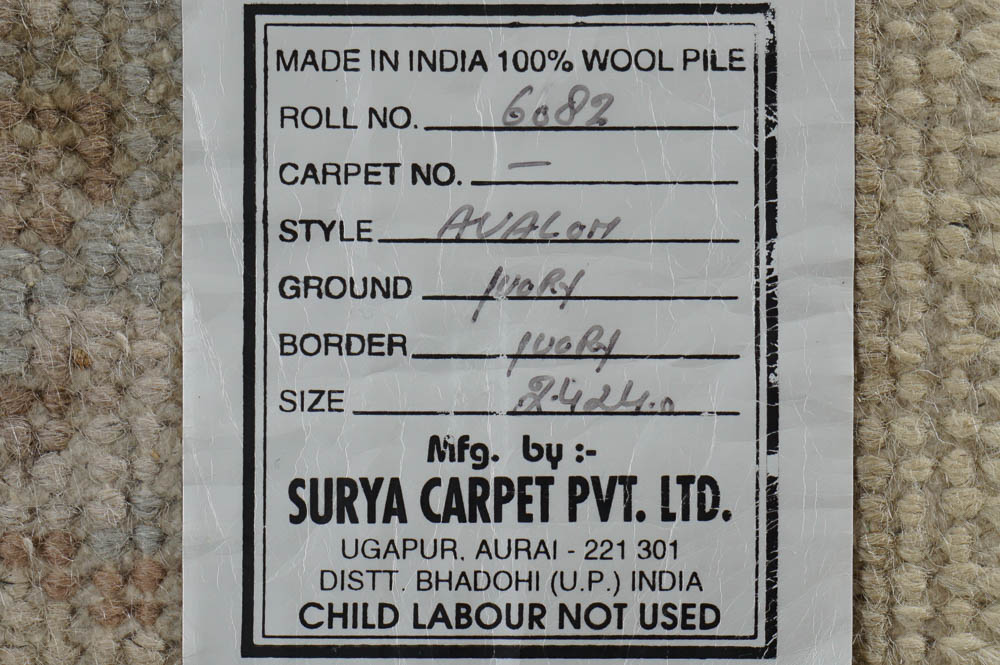 MADE IN INDIA 100% WOOL PILE
ROLL NO. 6082
CARPET NO. —
STYLE AVALON
GROUND IVORY
BORDER IVORY
SIZE
Mfg. by :-
SURYA CARPET PVT. LTD.
UGAPUR, AURAI - 221 301
DISTT. BHADOHI (U.P.) INDIA
CHILD LABOUR NOT USED